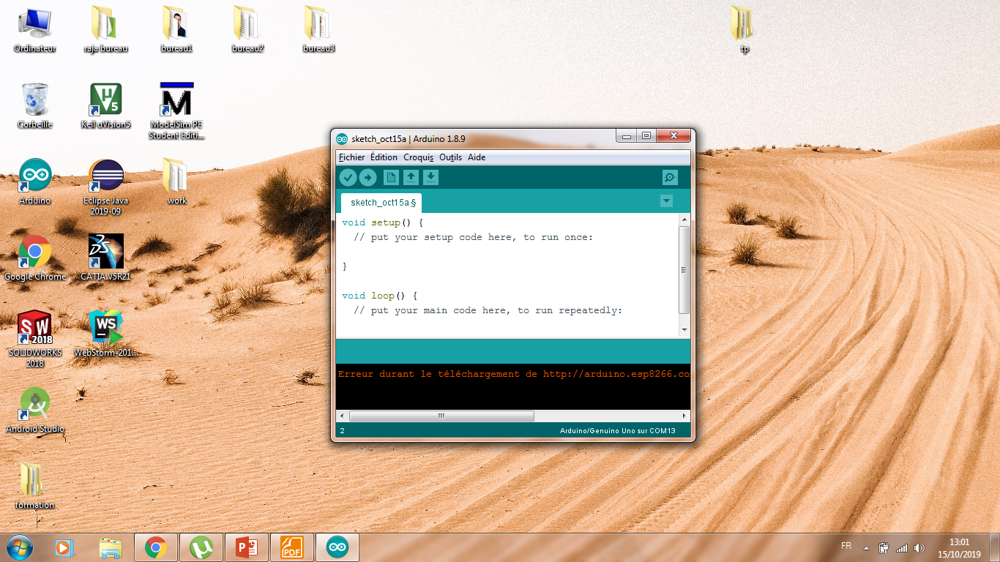 Ordinateur
raja bureau
bureau1
bureau2
bureau3
tp
Corbeille
Keil uVision5
ModelSim PE
Student Editi...
Arduino
Eclipse Java
2019-09
work
Google Chrome
CATIA V5R21
SOLIDWORKS
2018
WebStorm-201...
Android Studio
formation
sketch_oct15a | Arduino 1.8.9
Fichier Édition Croquis Outils Aide
sketch_oct15a §
void setup() {
// put your setup code here, to run once:
}
void loop() {
// put your main code here, to run repeatedly:
Erreur durant le téléchargement de http://arduino.esp8266.co
2
Arduino/Genuino Uno sur COM13
FR
13:01
15/10/2019